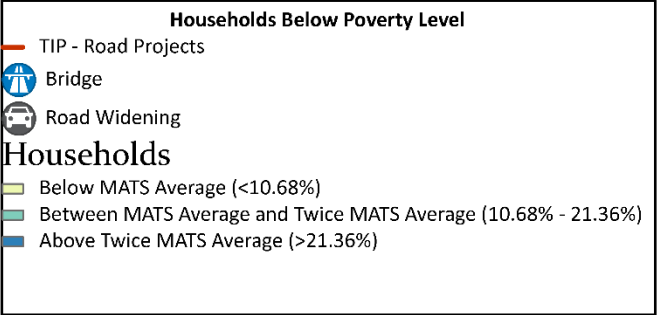 Households Below Poverty Level
TIP - Road Projects
Bridge
Road Widening
Households
Below MATS Average (<10.68%)
Between MATS Average and Twice MATS Average (10.68% - 21.36%)
Above Twice MATS Average (>21.36%)